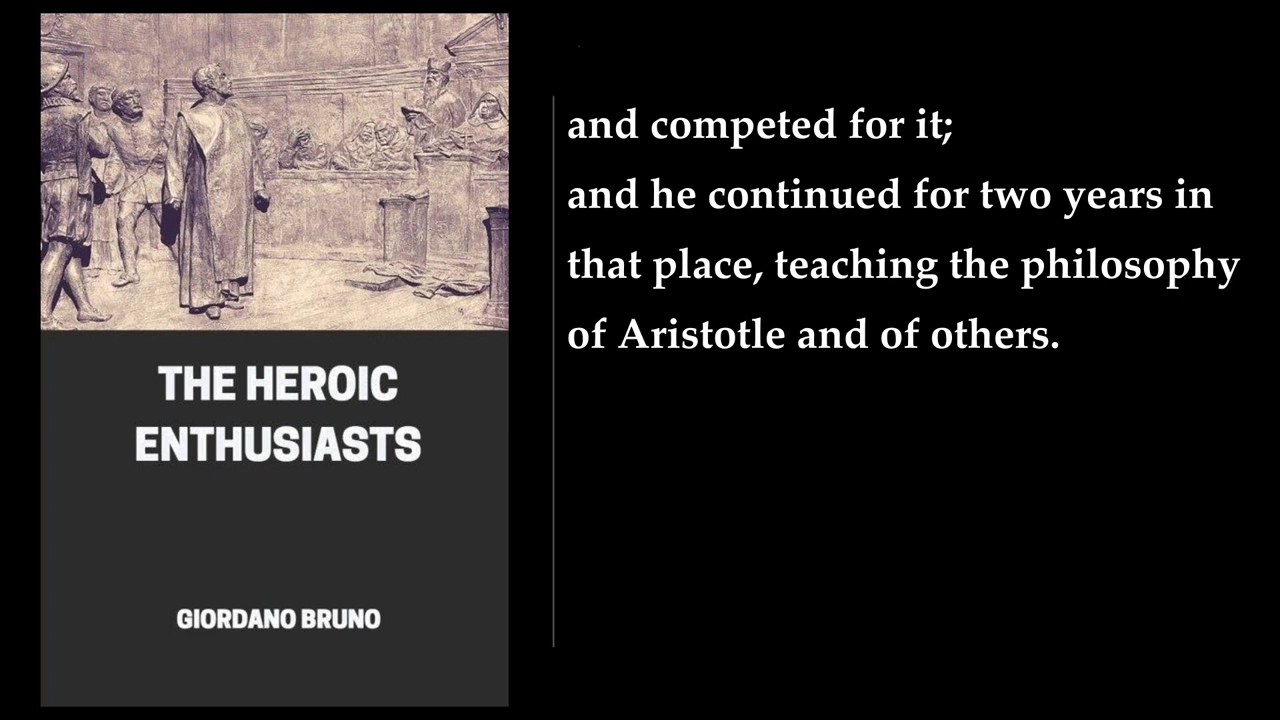 THE HEROIC
ENTHUSIASTS
GIORDANO BRUNO
and competed for it;
and he continued for two years in
that place, teaching the philosophy
of Aristotle and of others.